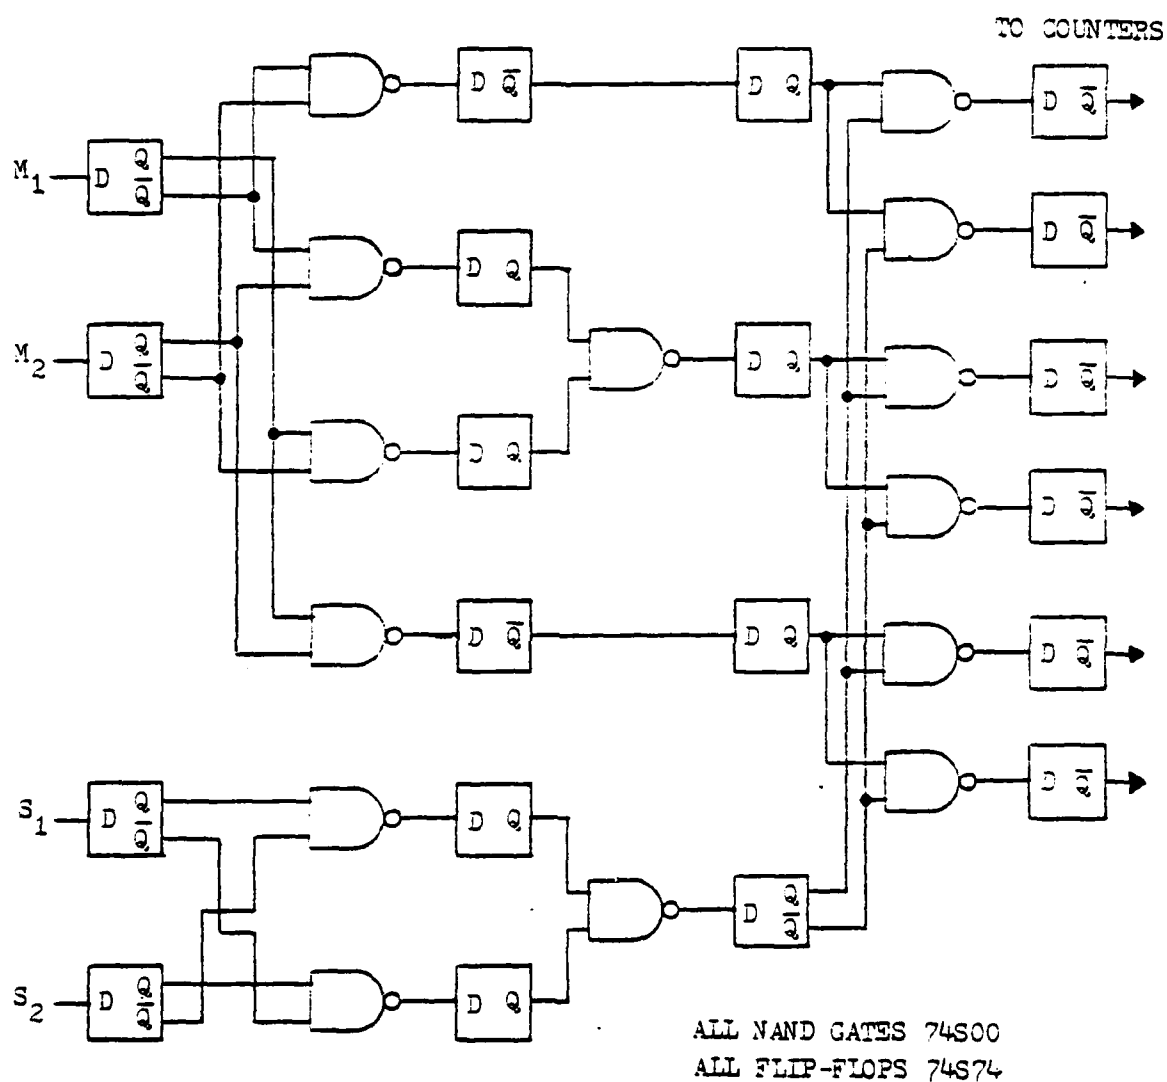 TO COUNTERS
D Q̅
D Q
D Q̅
M1
D Q Q̅
D Q̅
D Q
M2
D Q Q̅
D Q
D Q̅
D Q
D Q̅
D Q̅
D Q
D Q̅
S1
D Q Q̅
D Q
D Q̅
D Q Q̅
S2
D Q Q̅
D Q
ALL NAND GATES 74S00
ALL FLIP-FLOPS 74S74